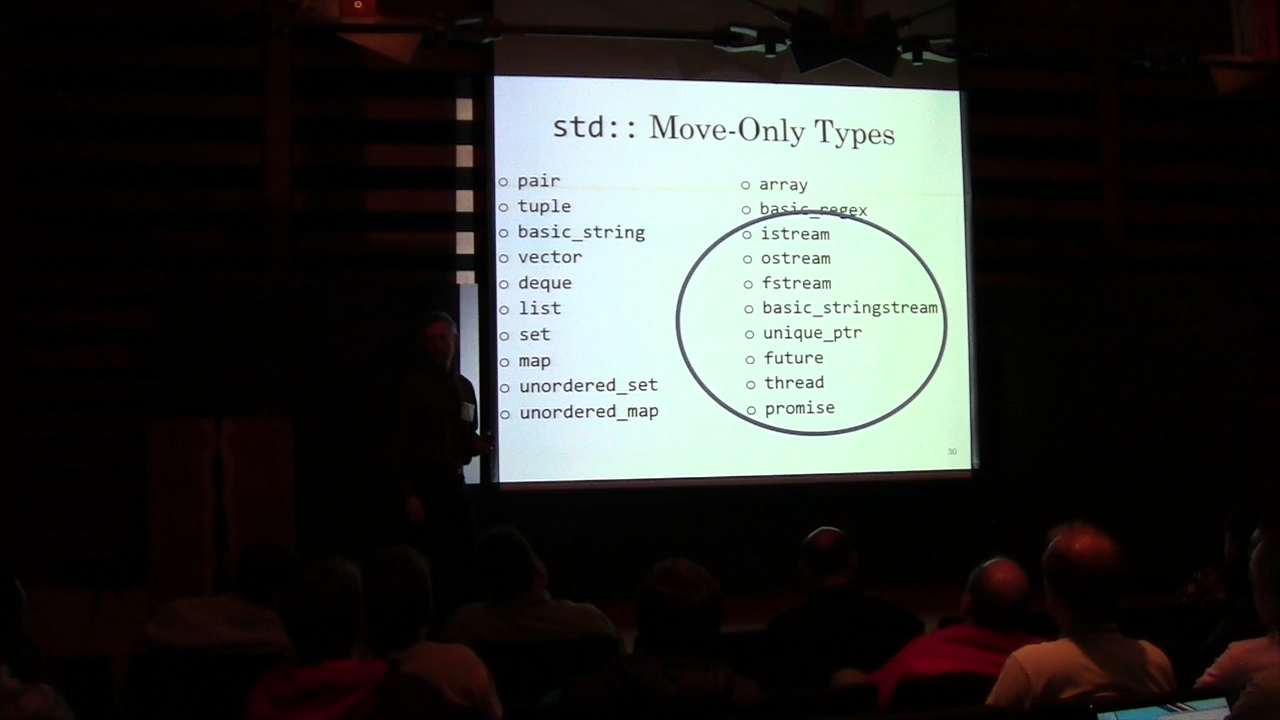 std:: Move-Only Types
pair
tuple
basic_string
vector
deque
list
set
map
unordered_set
unordered_map
array
basic_regex
istream
ostream
fstream
basic_stringstream
unique_ptr
future
thread
promise
30